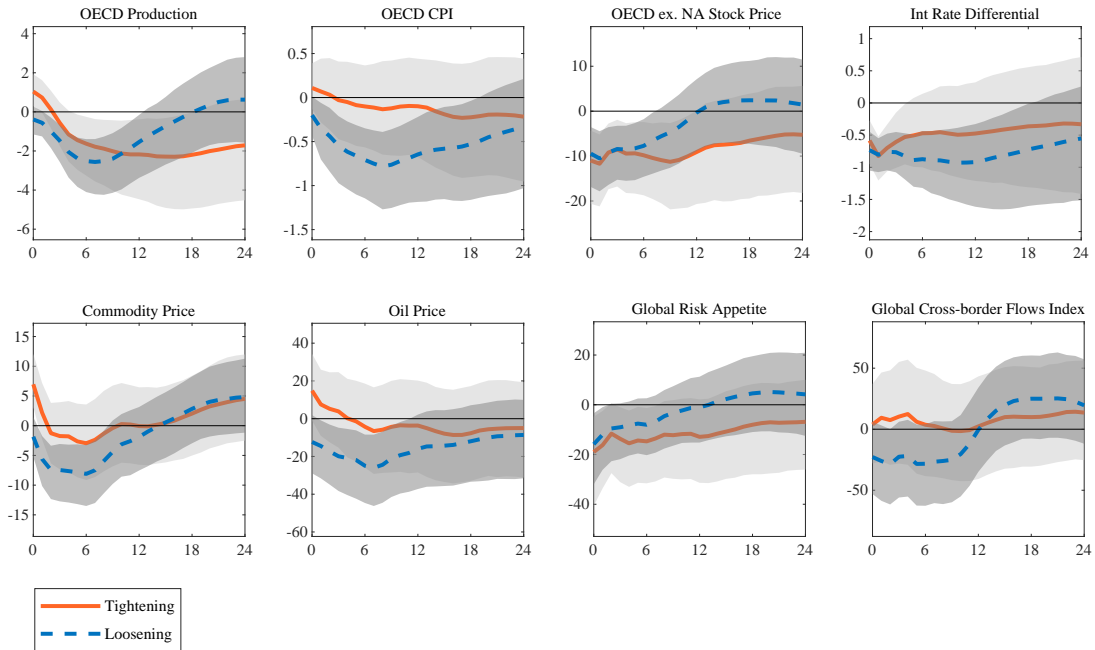 OECD Production
4
2
0
-2
-4
-6
0 6 12 18 24
OECD CPI
0.5
0
-0.5
-1
-1.5
0 6 12 18 24
OECD ex. NA Stock Price
10
0
-10
-20
0 6 12 18 24
Int Rate Differential
1
0.5
0
-0.5
-1
-1.5
-2
0 6 12 18 24
Commodity Price
15
10
5
0
-5
-10
-15
0 6 12 18 24
Oil Price
40
20
0
-20
-40
-60
0 6 12 18 24
Global Risk Appetite
20
0
-20
-40
0 6 12 18 24
Global Cross-border Flows Index
50
0
-50
0 6 12 18 24
Tightening
Loosening